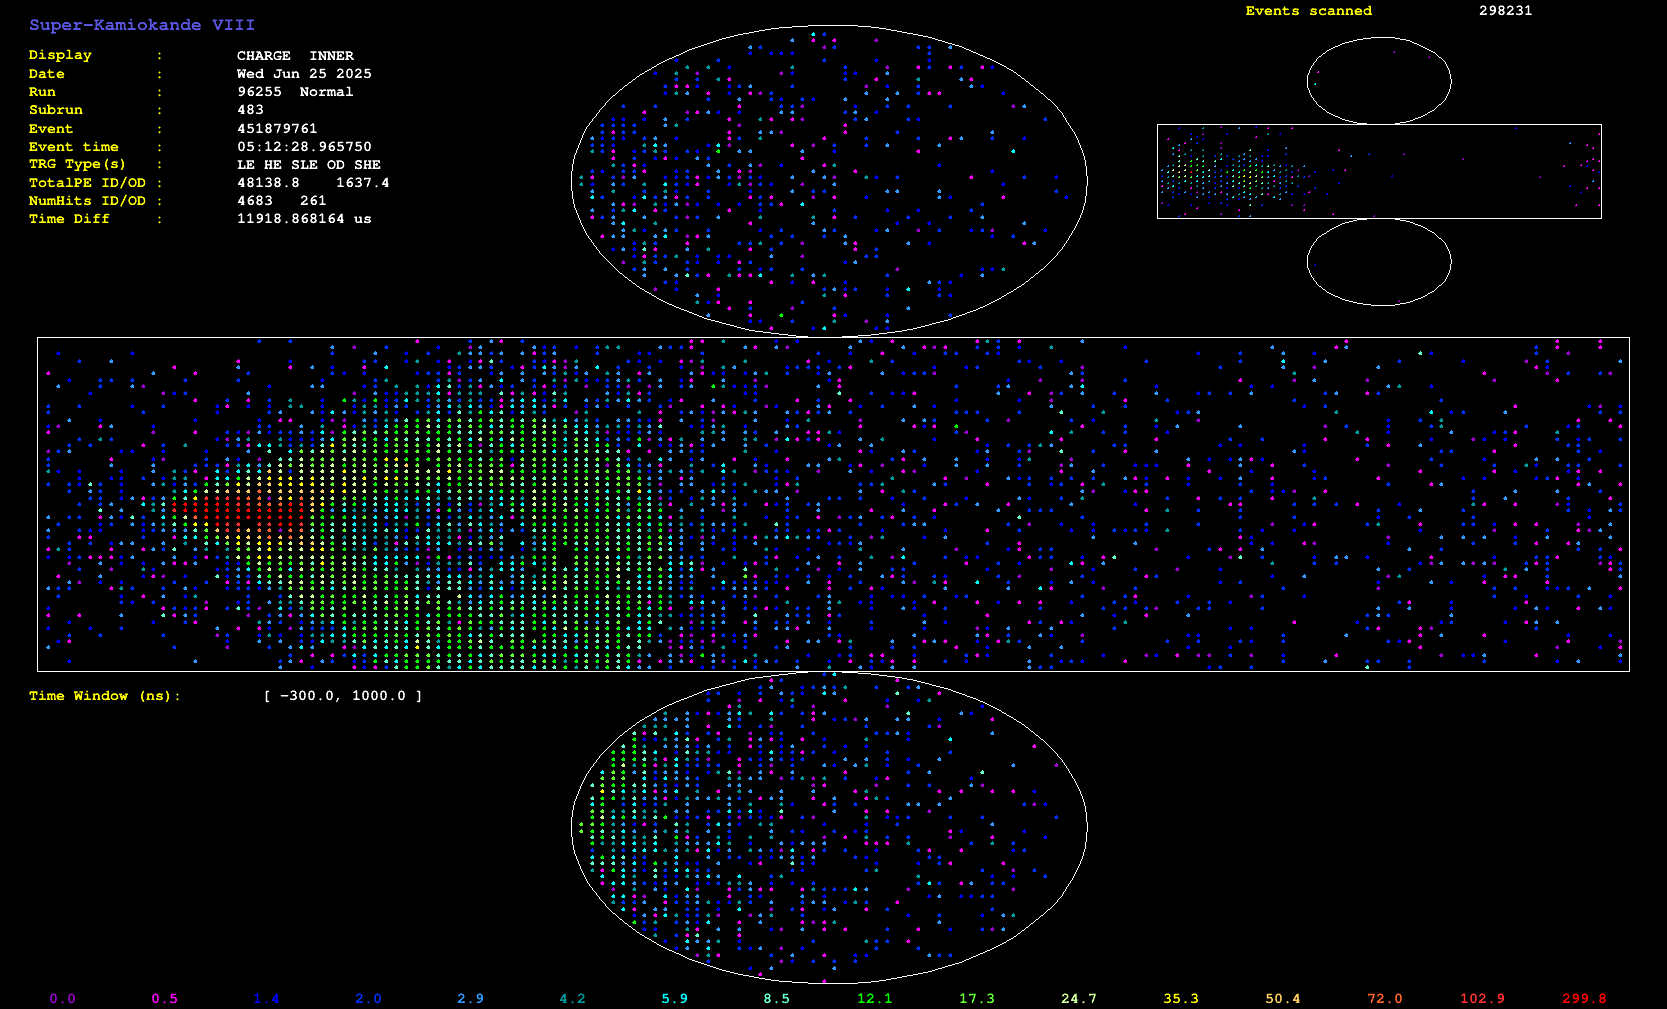 Super-Kamiokande VIII
Events scanned 298231
Display : CHARGE INNER
Date : Wed Jun 25 2025
Run : 96255 Normal
Subrun : 483
Event : 451879761
Event time : 05:12:28.965750
TRG Type(s) : LE HE SLE OD SHE
TotalPE ID/OD : 48138.8 1637.4
NumHits ID/OD : 4683 261
Time Diff : 11918.868164 us
Time Window (ns): [ -300.0, 1000.0 ]
0.0 0.5 1.4 2.0 2.9 4.2 5.9 8.5 12.1 17.3 24.7 35.3 50.4 72.0 102.9 299.8